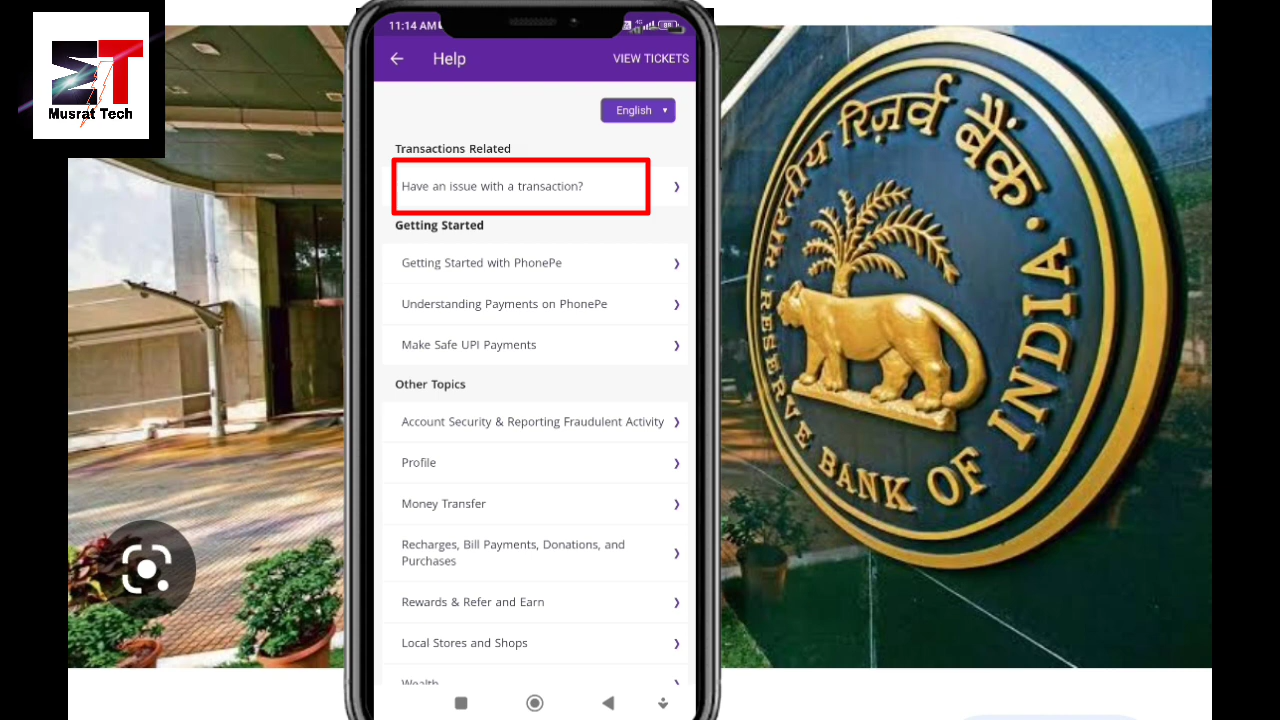 Musrat Tech
11:14 AM
4G
88
Help
VIEW TICKETS
English
Transactions Related
Have an issue with a transaction?
Getting Started
Getting Started with PhonePe
Understanding Payments on PhonePe
Make Safe UPI Payments
Other Topics
Account Security & Reporting Fraudulent Activity
Profile
Money Transfer
Recharges, Bill Payments, Donations, and
Purchases
Rewards & Refer and Earn
Local Stores and Shops
Wealth
भारतीय रिज़र्व बैंक
RESERVE BANK OF INDIA